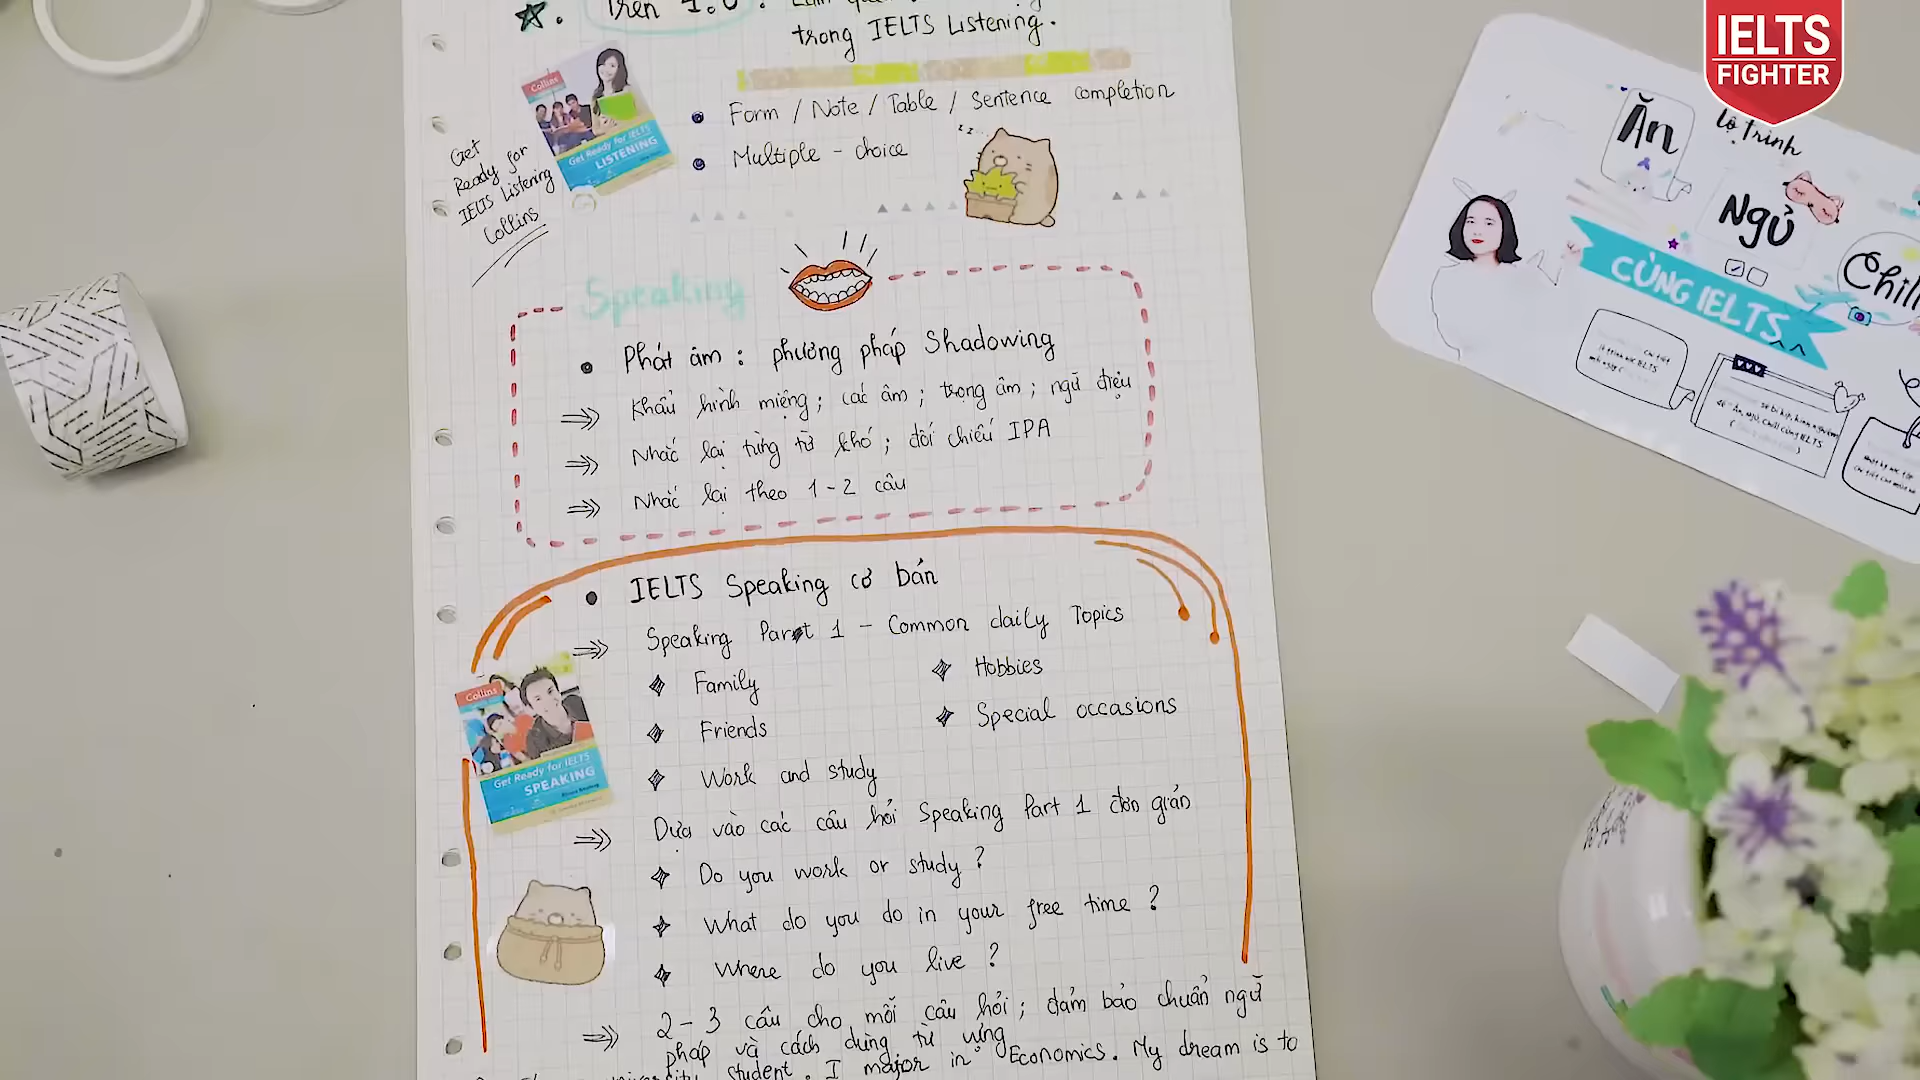 Trên 1.0 :
trong IELTS Listening.
Form / Note / Table / Sentence completion
Multiple - choice
Get
Ready for
IELTS Listening
Collins
Collins
Get Ready for IELTS
LISTENING
Speaking
Phát âm : phương pháp Shadowing
Khẩu hình miệng ; các âm ; trọng âm ; ngữ điệu
Nhắc lại từng từ khó ; đối chiếu IPA
Nhắc lại theo 1-2 câu
IELTS Speaking cơ bản
Speaking Part 1 - Common daily Topics
Family
Hobbies
Friends
Special occasions
Work and study
Collins
Get Ready for IELTS
SPEAKING
Dựa vào các câu hỏi Speaking Part 1 đơn giản
Do you work or study ?
What do you do in your free time ?
Where do you live ?
2-3 câu cho mỗi câu hỏi ; đảm bảo chuẩn ngữ
pháp và cách dùng từ vựng
student. I major in Economics. My dream is to
IELTS
FIGHTER
Ăn
Lộ trình
Ngủ
Chill
CÙNG IELTS